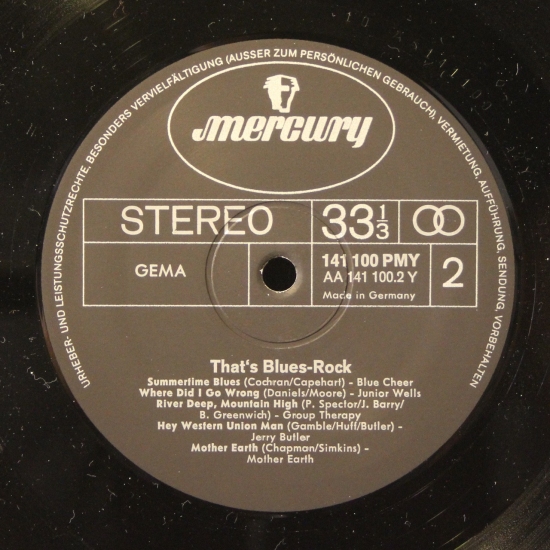 URHEBER- UND LEISTUNGSSCHUTZRECHTE, BESONDERS VERVIELFÄLTIGUNG (AUSSER ZUM PERSÖNLICHEN GEBRAUCH), VERMIETUNG, AUFFÜHRUNG, SENDUNG, VORBEHALTEN
mercury
STEREO 33 1/3
GEMA
141 100 PMY
AA 141 100.2 Y
Made in Germany
2
That's Blues-Rock
Summertime Blues (Cochran/Capehart) - Blue Cheer
Where Did I Go Wrong (Daniels/Moore) - Junior Wells
River Deep, Mountain High (P. Spector/J. Barry/
B. Greenwich) - Group Therapy
Hey Western Union Man (Gamble/Huff/Butler) -
Jerry Butler
Mother Earth (Chapman/Simkins) -
Mother Earth